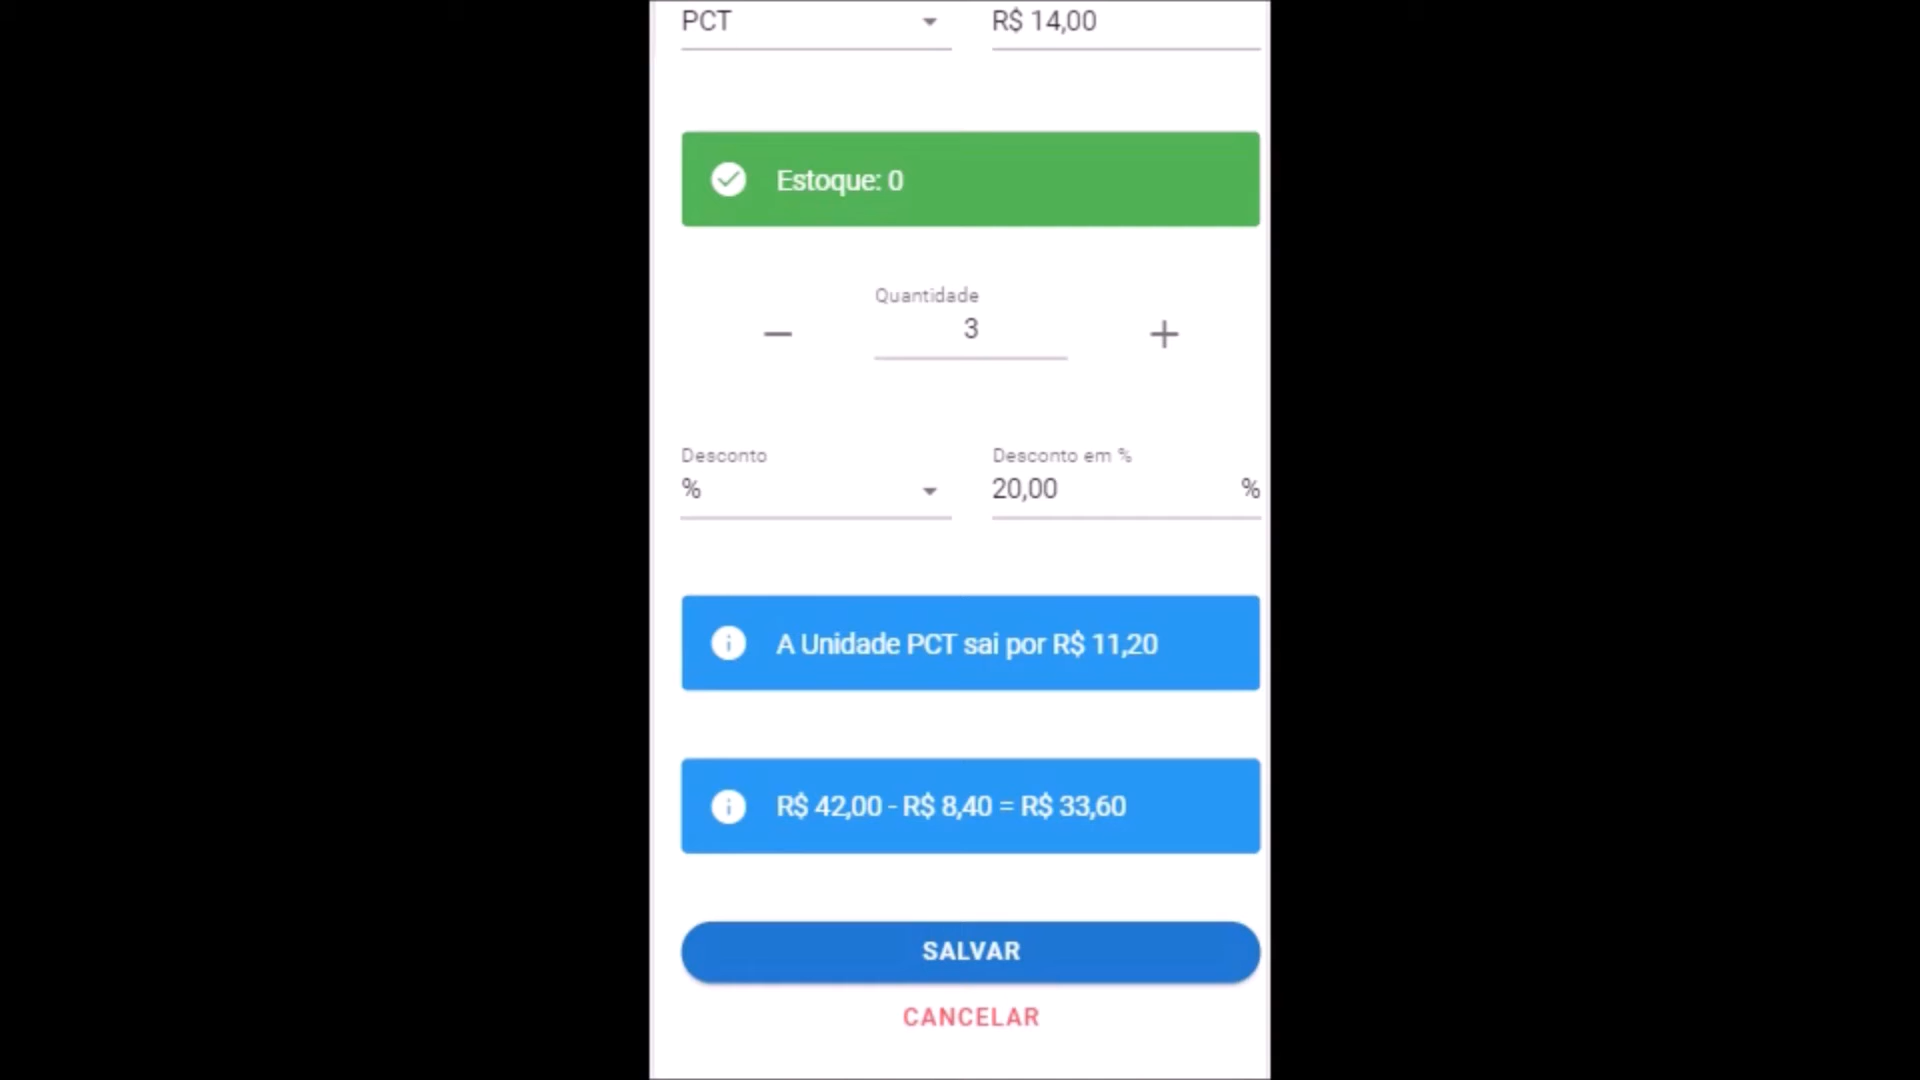 PCT R$ 14,00
Estoque: 0
Quantidade
3
Desconto Desconto em %
% 20,00 %
A Unidade PCT sai por R$ 11,20
R$ 42,00 - R$ 8,40 = R$ 33,60
SALVAR
CANCELAR